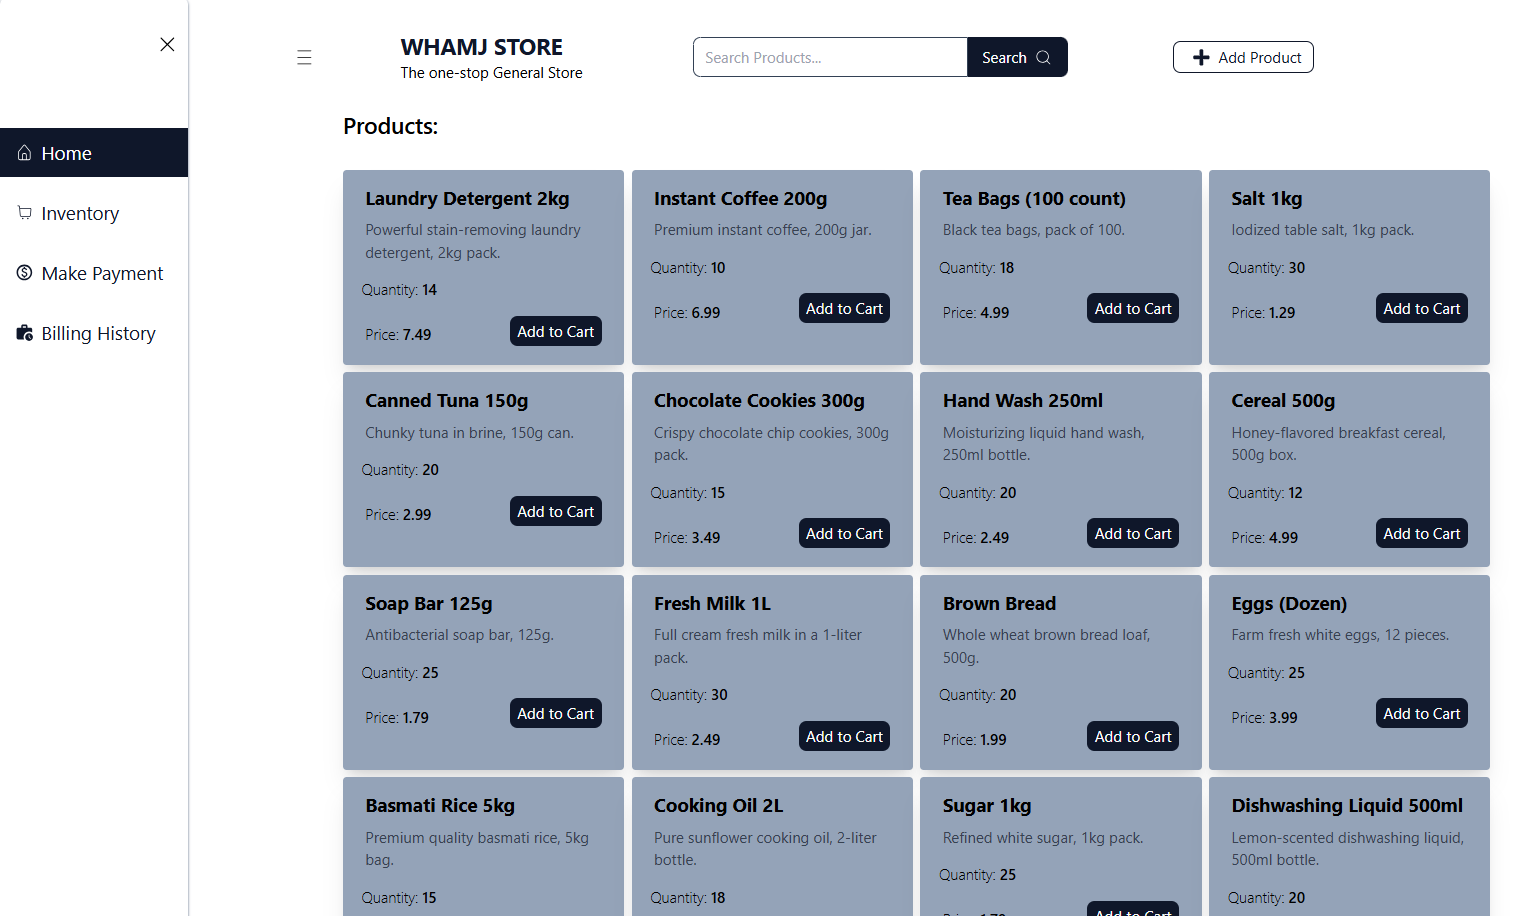 WHAMJ STORE
The one-stop General Store
Search Products...
Search
Add Product
Home
Inventory
Make Payment
Billing History
Products:
Laundry Detergent 2kg
Powerful stain-removing laundry
detergent, 2kg pack.
Quantity: 14
Price: 7.49
Add to Cart
Instant Coffee 200g
Premium instant coffee, 200g jar.
Quantity: 10
Price: 6.99
Add to Cart
Tea Bags (100 count)
Black tea bags, pack of 100.
Quantity: 18
Price: 4.99
Add to Cart
Salt 1kg
Iodized table salt, 1kg pack.
Quantity: 30
Price: 1.29
Add to Cart
Canned Tuna 150g
Chunky tuna in brine, 150g can.
Quantity: 20
Price: 2.99
Add to Cart
Chocolate Cookies 300g
Crispy chocolate chip cookies, 300g
pack.
Quantity: 15
Price: 3.49
Add to Cart
Hand Wash 250ml
Moisturizing liquid hand wash,
250ml bottle.
Quantity: 20
Price: 2.49
Add to Cart
Cereal 500g
Honey-flavored breakfast cereal,
500g box.
Quantity: 12
Price: 4.99
Add to Cart
Soap Bar 125g
Antibacterial soap bar, 125g.
Quantity: 25
Price: 1.79
Add to Cart
Fresh Milk 1L
Full cream fresh milk in a 1-liter
pack.
Quantity: 30
Price: 2.49
Add to Cart
Brown Bread
Whole wheat brown bread loaf,
500g.
Quantity: 20
Price: 1.99
Add to Cart
Eggs (Dozen)
Farm fresh white eggs, 12 pieces.
Quantity: 25
Price: 3.99
Add to Cart
Basmati Rice 5kg
Premium quality basmati rice, 5kg
bag.
Quantity: 15
Cooking Oil 2L
Pure sunflower cooking oil, 2-liter
bottle.
Quantity: 18
Sugar 1kg
Refined white sugar, 1kg pack.
Quantity: 25
Add to Cart
Dishwashing Liquid 500ml
Lemon-scented dishwashing liquid,
500ml bottle.
Quantity: 20